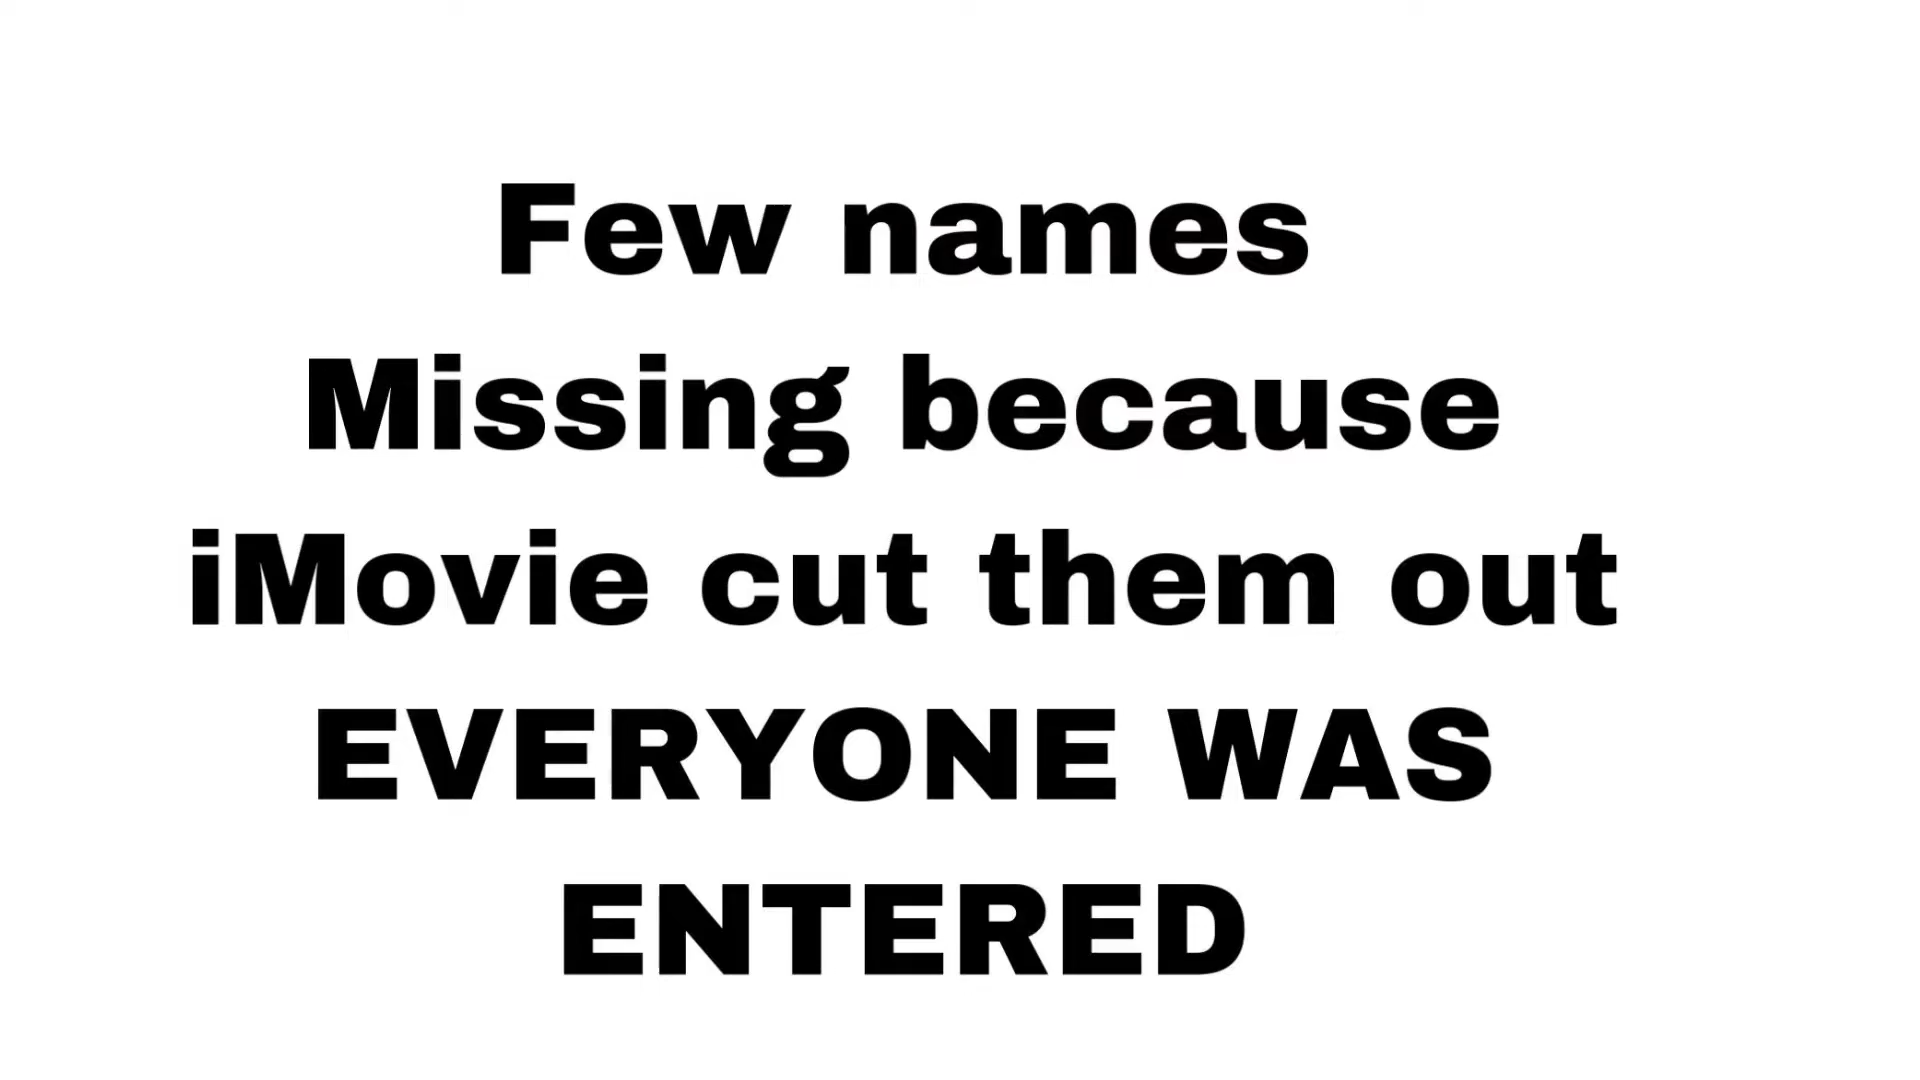 Few names
Missing because
iMovie cut them out
EVERYONE WAS
ENTERED